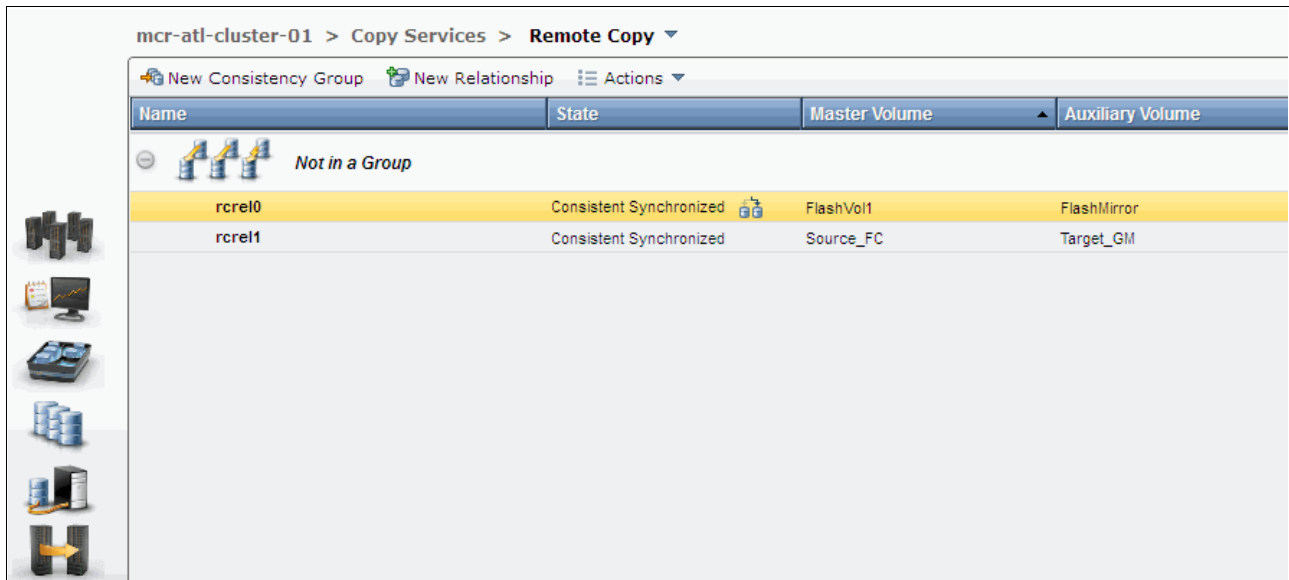 mcr-atl-cluster-01 > Copy Services > Remote Copy
New Consistency Group New Relationship Actions
Name State Master Volume Auxiliary Volume
Not in a Group
rcrel0 Consistent Synchronized FlashVol1 FlashMirror
rcrel1 Consistent Synchronized Source_FC Target_GM